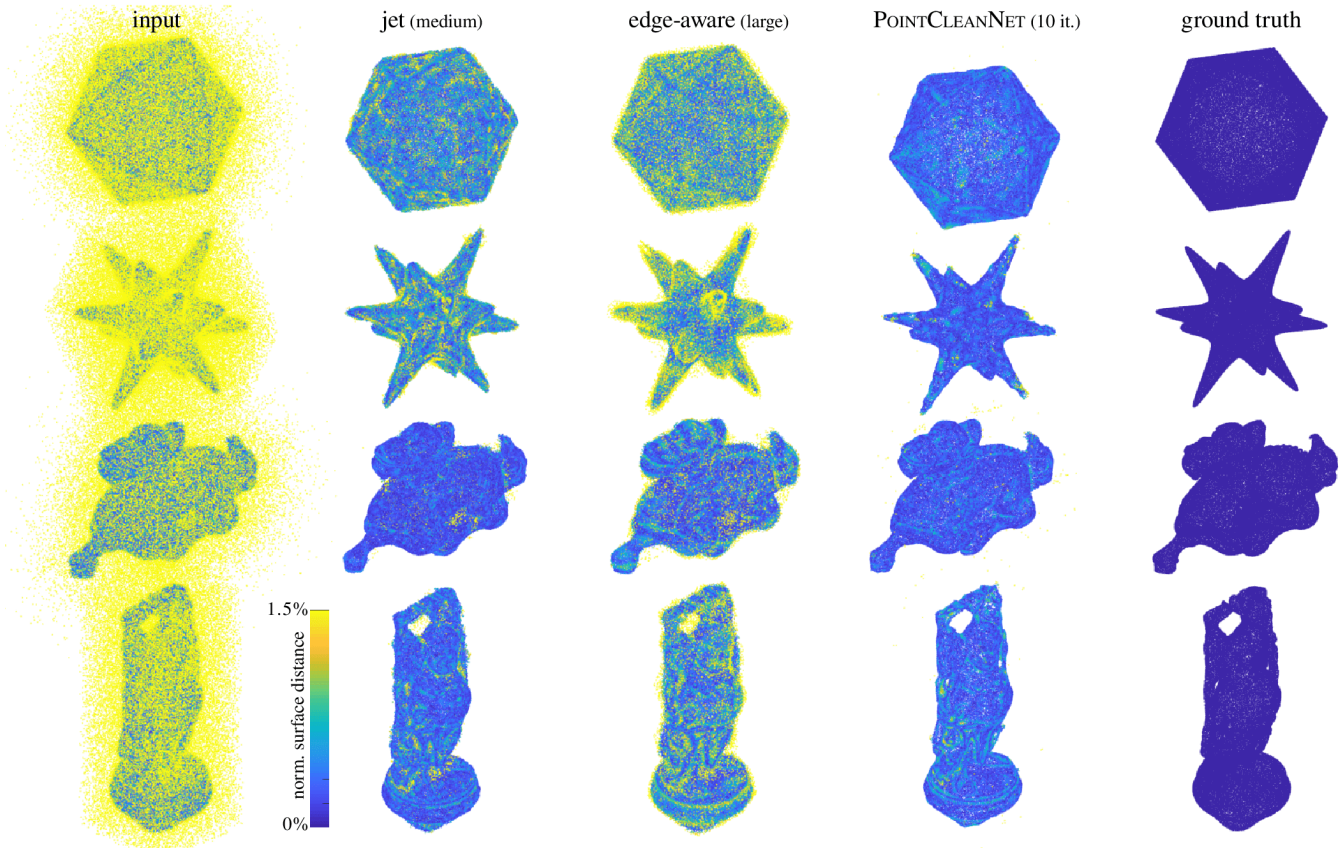 input
jet (medium)
edge-aware (large)
POINTCLEANNET (10 it.)
ground truth
1.5%
norm. surface distance
0%